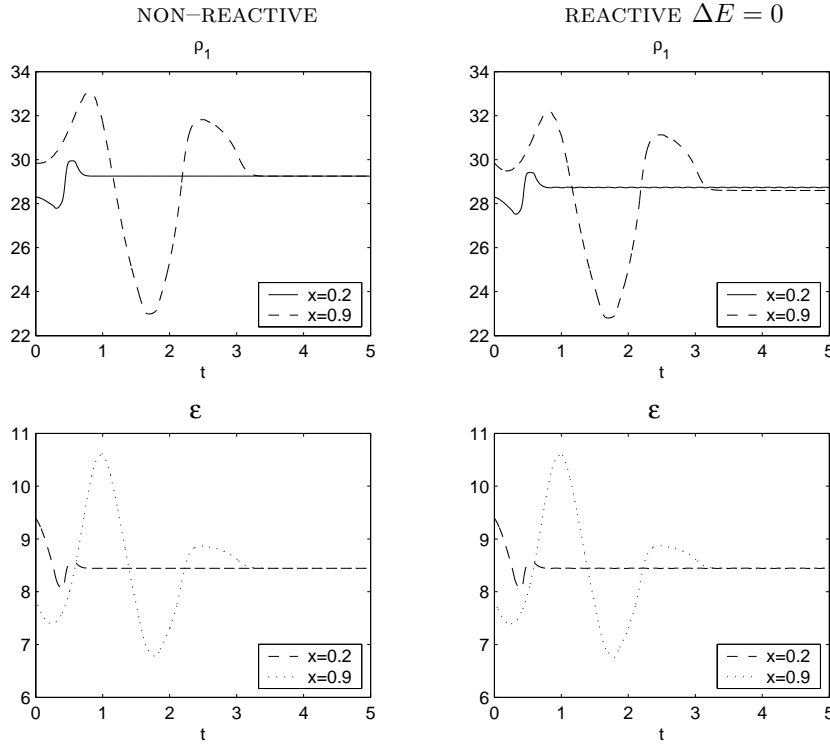 NON–REACTIVE
REACTIVE ΔE = 0
ρ1
34
32
30
28
26
24
22
0 1 2 3 4 5
t
x=0.2
x=0.9
ρ1
34
32
30
28
26
24
22
0 1 2 3 4 5
t
x=0.2
x=0.9
ε
11
10
9
8
7
6
0 1 2 3 4 5
t
x=0.2
x=0.9
ε
11
10
9
8
7
6
0 1 2 3 4 5
t
x=0.2
x=0.9